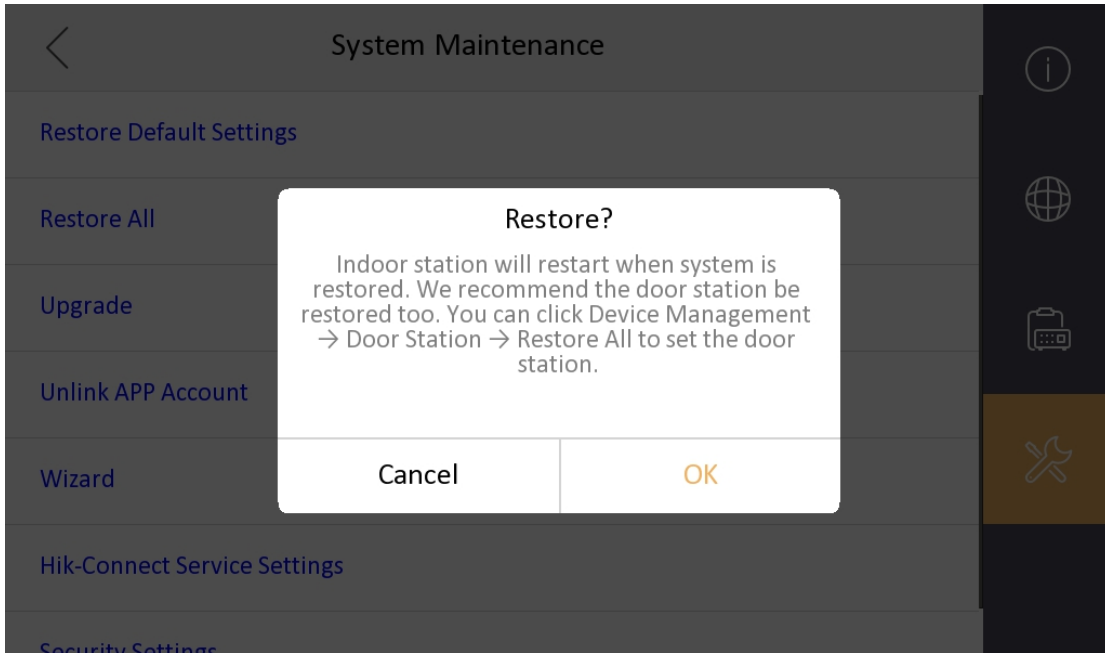 System Maintenance
Restore Default Settings
Restore All
Upgrade
Unlink APP Account
Wizard
Hik-Connect Service Settings
Security Settings
Restore?
Indoor station will restart when system is
restored. We recommend the door station be
restored too. You can click Device Management
→ Door Station → Restore All to set the door
station.
Cancel
OK